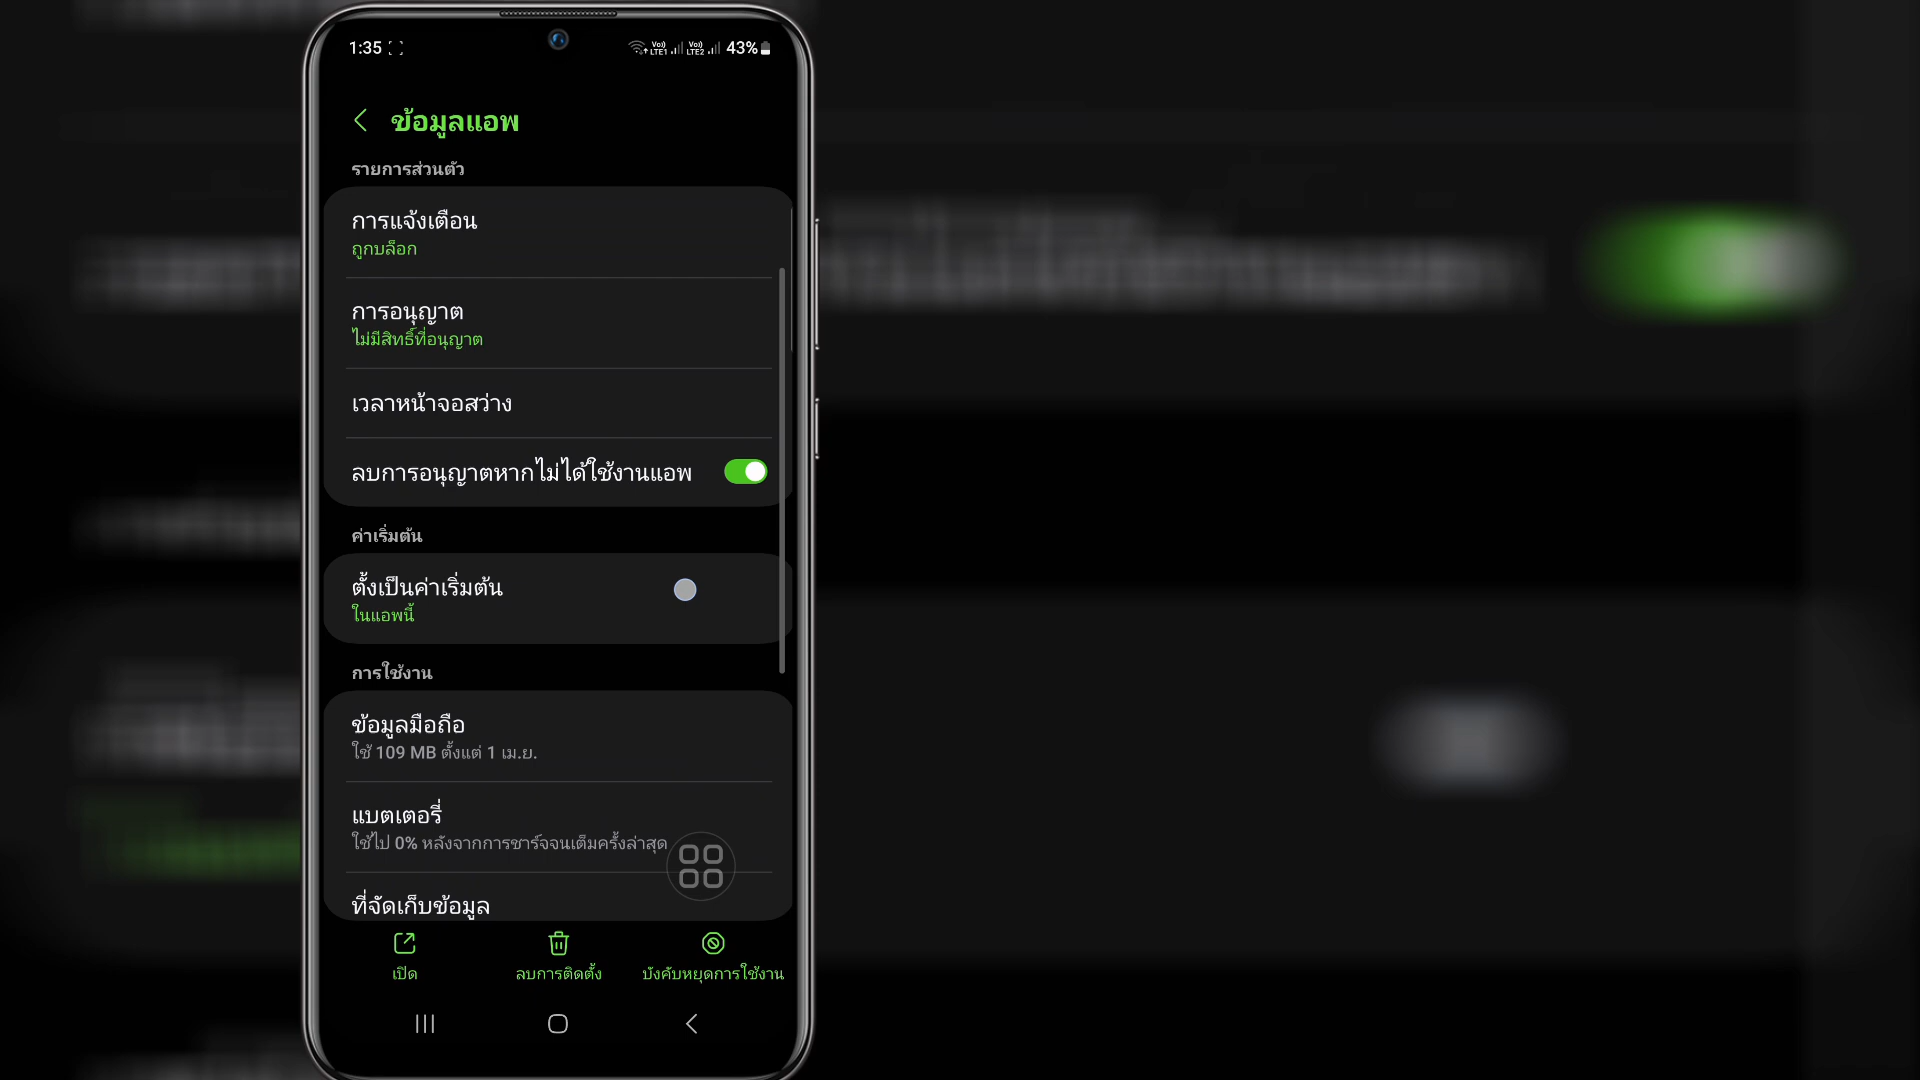 1:35
Vo) LTE1 Vo) LTE2 43%
ข้อมูลแอพ
รายการส่วนตัว
การแจ้งเตือน
ถูกบล็อก
การอนุญาต
ไม่มีสิทธิ์ที่อนุญาต
เวลาหน้าจอสว่าง
ลบการอนุญาตหากไม่ได้ใช้งานแอพ
ค่าเริ่มต้น
ตั้งเป็นค่าเริ่มต้น
ในแอพนี้
การใช้งาน
ข้อมูลมือถือ
ใช้ 109 MB ตั้งแต่ 1 เม.ย.
แบตเตอรี่
ใช้ไป 0% หลังจากการชาร์จจนเต็มครั้งล่าสุด
ที่จัดเก็บข้อมูล
เปิด
ลบการติดตั้ง
บังคับหยุดการใช้งาน